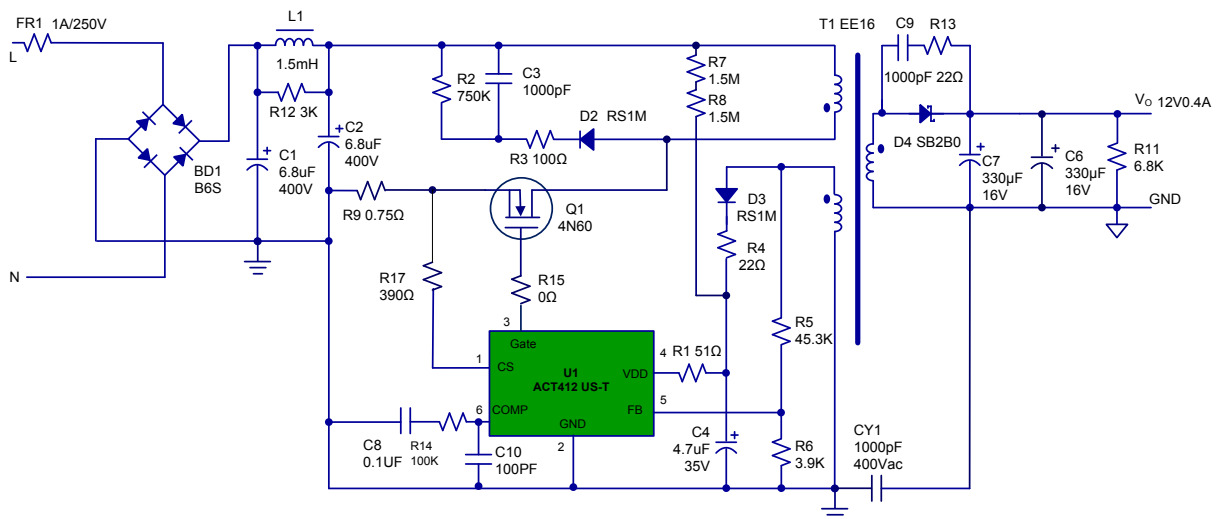 FR1 1A/250V
L
L1
1.5mH
R12 3K
C1
6.8uF
400V
C2
6.8uF
400V
BD1
B6S
N
R2
750K
C3
1000pF
R3 100Ω
D2 RS1M
R7
1.5M
R8
1.5M
T1 EE16
C9
R13
1000pF 22Ω
D4 SB2B0
VO 12V0.4A
C7
330µF
16V
C6
330µF
16V
R11
6.8K
GND
R9 0.75Ω
Q1
4N60
D3
RS1M
R4
22Ω
R17
390Ω
R15
0Ω
R5
45.3K
3
Gate
1
CS
U1
ACT412 US-T
4
VDD
R1 51Ω
5
FB
6
COMP
GND
2
C8
0.1UF
R14
100K
C10
100PF
C4
4.7uF
35V
R6
3.9K
CY1
1000pF
400Vac